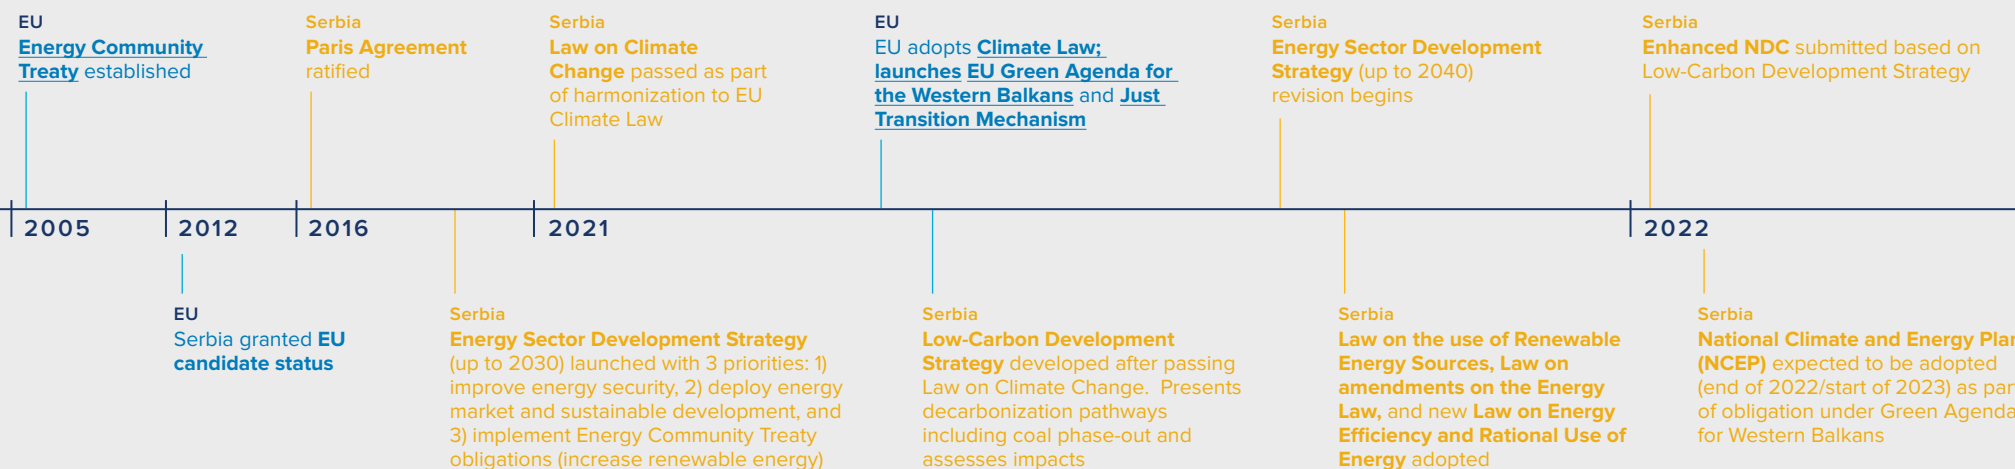 EU
Energy Community
Treaty established
Serbia
Paris Agreement
ratified
Serbia
Law on Climate
Change passed as part
of harmonization to EU
Climate Law
EU
EU adopts Climate Law;
launches EU Green Agenda for
the Western Balkans and Just
Transition Mechanism
Serbia
Energy Sector Development
Strategy (up to 2040)
revision begins
Serbia
Enhanced NDC submitted based on
Low-Carbon Development Strategy
2005
2012
2016
2021
2022
EU
Serbia granted EU
candidate status
Serbia
Energy Sector Development Strategy
(up to 2030) launched with 3 priorities: 1)
improve energy security, 2) deploy energy
market and sustainable development, and
3) implement Energy Community Treaty
obligations (increase renewable energy)
Serbia
Low-Carbon Development
Strategy developed after passing
Law on Climate Change. Presents
decarbonization pathways
including coal phase-out and
assesses impacts
Serbia
Law on the use of Renewable
Energy Sources, Law on
amendments on the Energy
Law, and new Law on Energy
Efficiency and Rational Use of
Energy adopted
Serbia
National Climate and Energy Plan
(NCEP) expected to be adopted
(end of 2022/start of 2023) as part
of obligation under Green Agenda
for Western Balkans